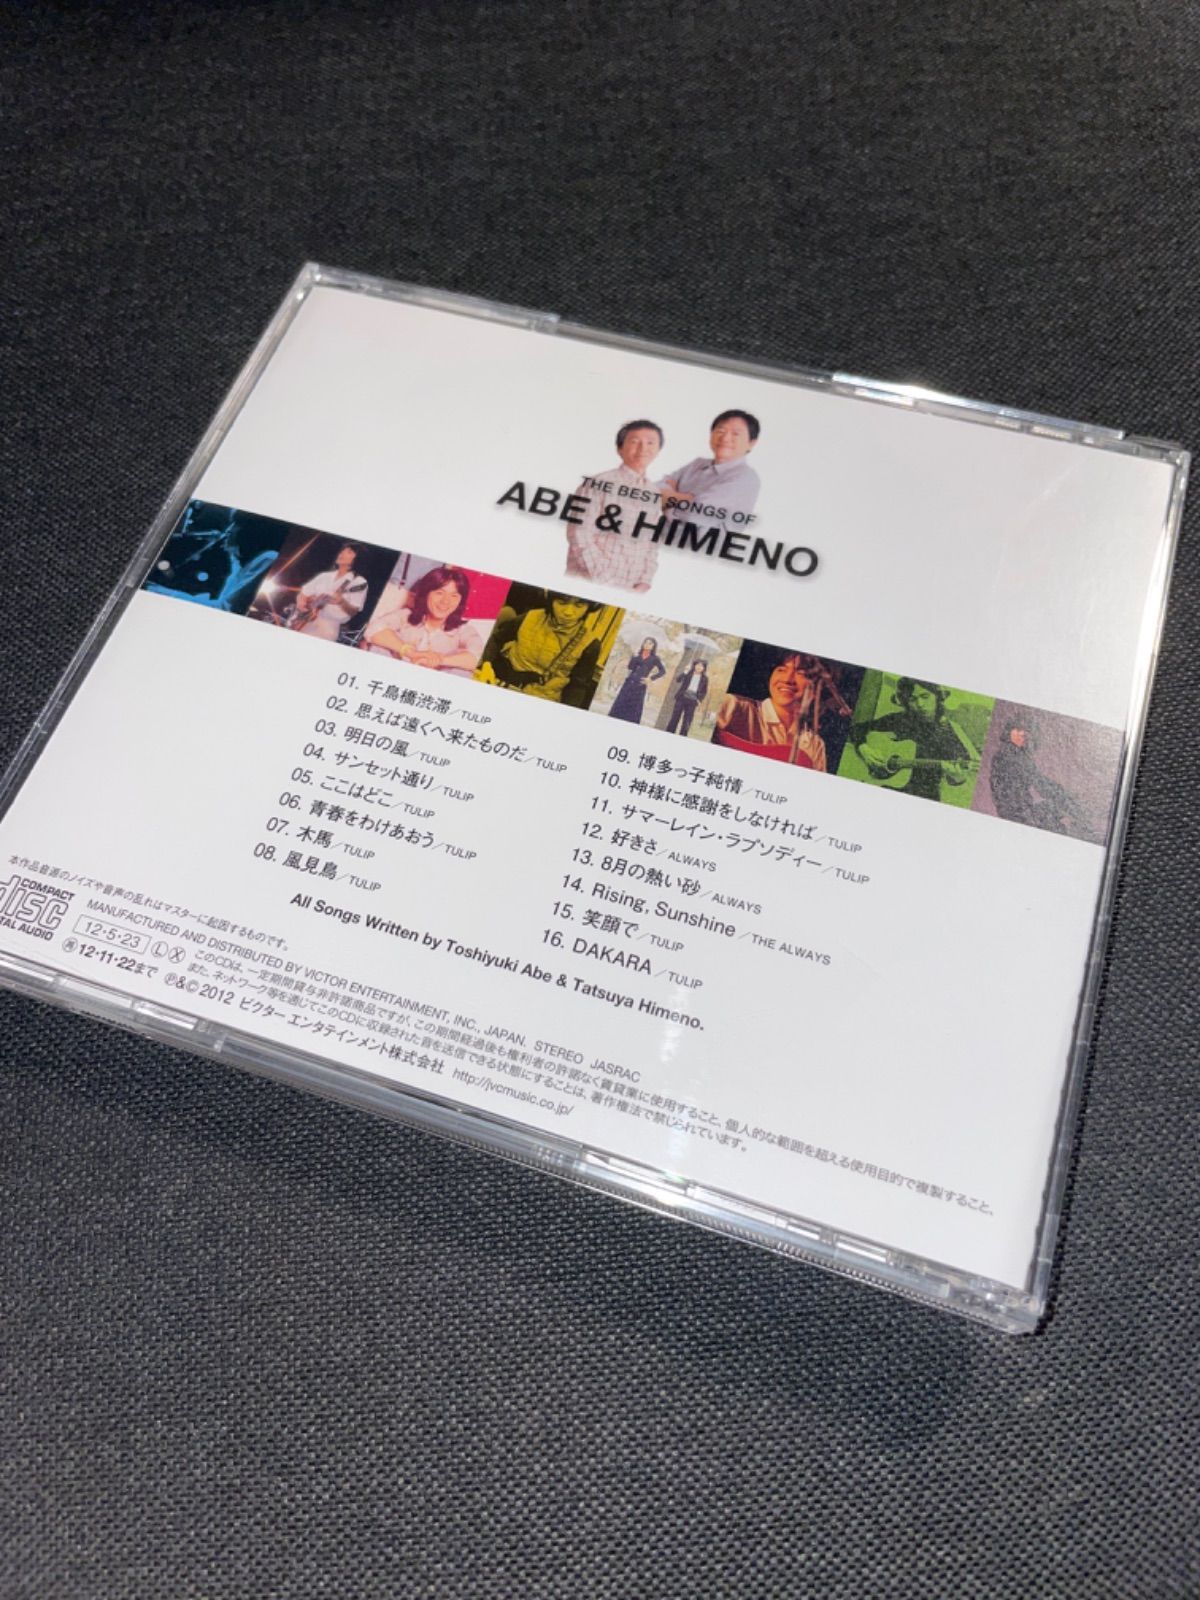 THE BEST SONGS OF
ABE & HIMENO
01. 千鳥橋渋滞／TULIP
02. 思えば遠くへ来たものだ／TULIP
03. 明日の風／TULIP
04. サンセット通り／TULIP
05. ここはどこ／TULIP
06. 青春をわけあおう／TULIP
07. 木馬／TULIP
08. 風見鳥／TULIP
09. 博多っ子純情／TULIP
10. 神様に感謝をしなければ／TULIP
11. サマーレイン・ラプソディー／TULIP
12. 好きさ／ALWAYS
13. 8月の熱い砂／ALWAYS
14. Rising, Sunshine／THE ALWAYS
15. 笑顔で／TULIP
16. DAKARA／TULIP
All Songs Written by Toshiyuki Abe & Tatsuya Himeno.
本作品音源のノイズや音声の乱れはマスターに起因するものです。
COMPACT
disc
ITAL AUDIO
MANUFACTURED AND DISTRIBUTED BY VICTOR ENTERTAINMENT, INC., JAPAN. STEREO JASRAC
12・5・23 L X このCDは、一定期間貸与非許諾商品ですが、この期間経過後も権利者の許諾なく賃貸業に使用すること、個人的な範囲を超える使用目的で複製すること、
また、ネットワーク等を通じてこのCDに収録された音を送信できる状態にすることは、著作権法で禁じられています。
12・11・22まで ℗&© 2012 ビクター エンタテインメント株式会社 http://jvcmusic.co.jp/